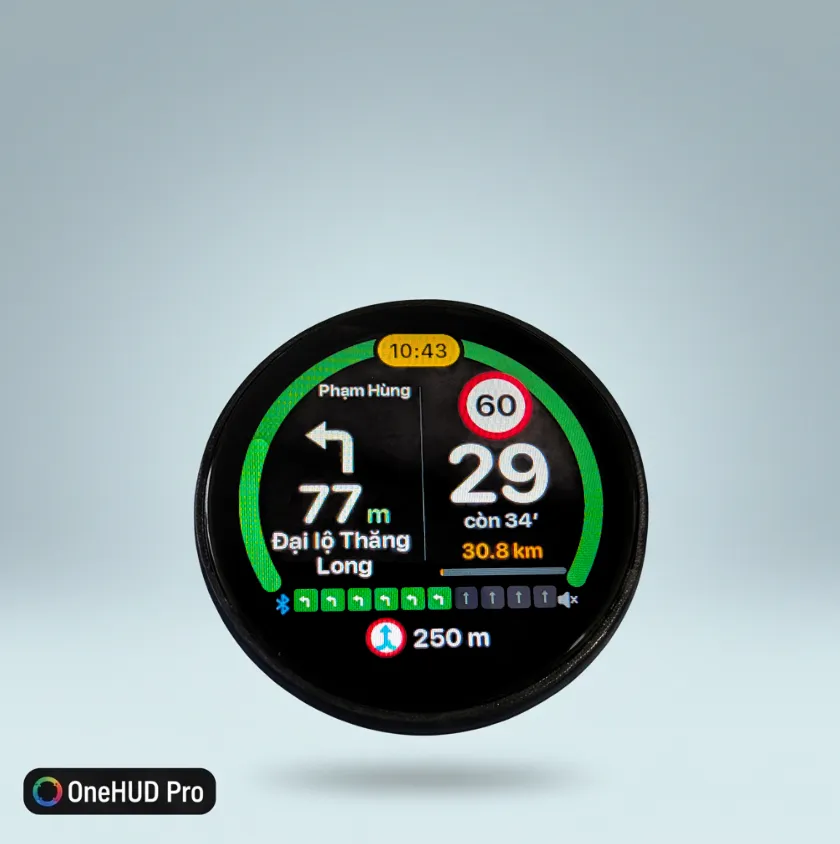 10:43
Phạm Hùng
77 m
Đại lộ Thăng
Long
60
29
còn 34'
30.8 km
250 m
OneHUD Pro